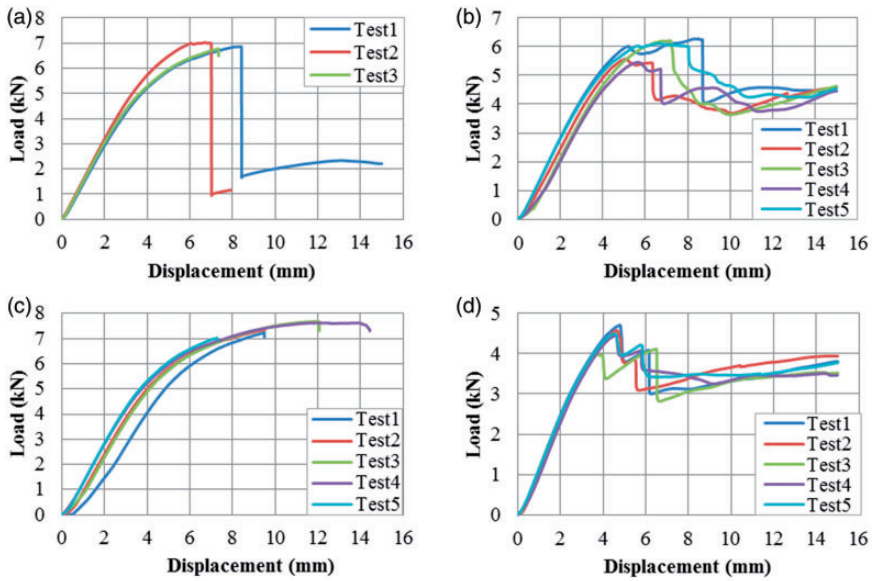 (a)
Load (kN)
8
7
6
5
4
3
2
1
0
Test1
Test2
Test3
0 2 4 6 8 10 12 14 16
Displacement (mm)
(b)
Load (kN)
7
6
5
4
3
2
1
0
Test1
Test2
Test3
Test4
Test5
0 2 4 6 8 10 12 14 16
Displacement (mm)
(c)
Load (kN)
8
7
6
5
4
3
2
1
0
Test1
Test2
Test3
Test4
Test5
0 2 4 6 8 10 12 14 16
Displacement (mm)
(d)
Load (kN)
5
4
3
2
1
0
Test1
Test2
Test3
Test4
Test5
0 2 4 6 8 10 12 14 16
Displacement (mm)